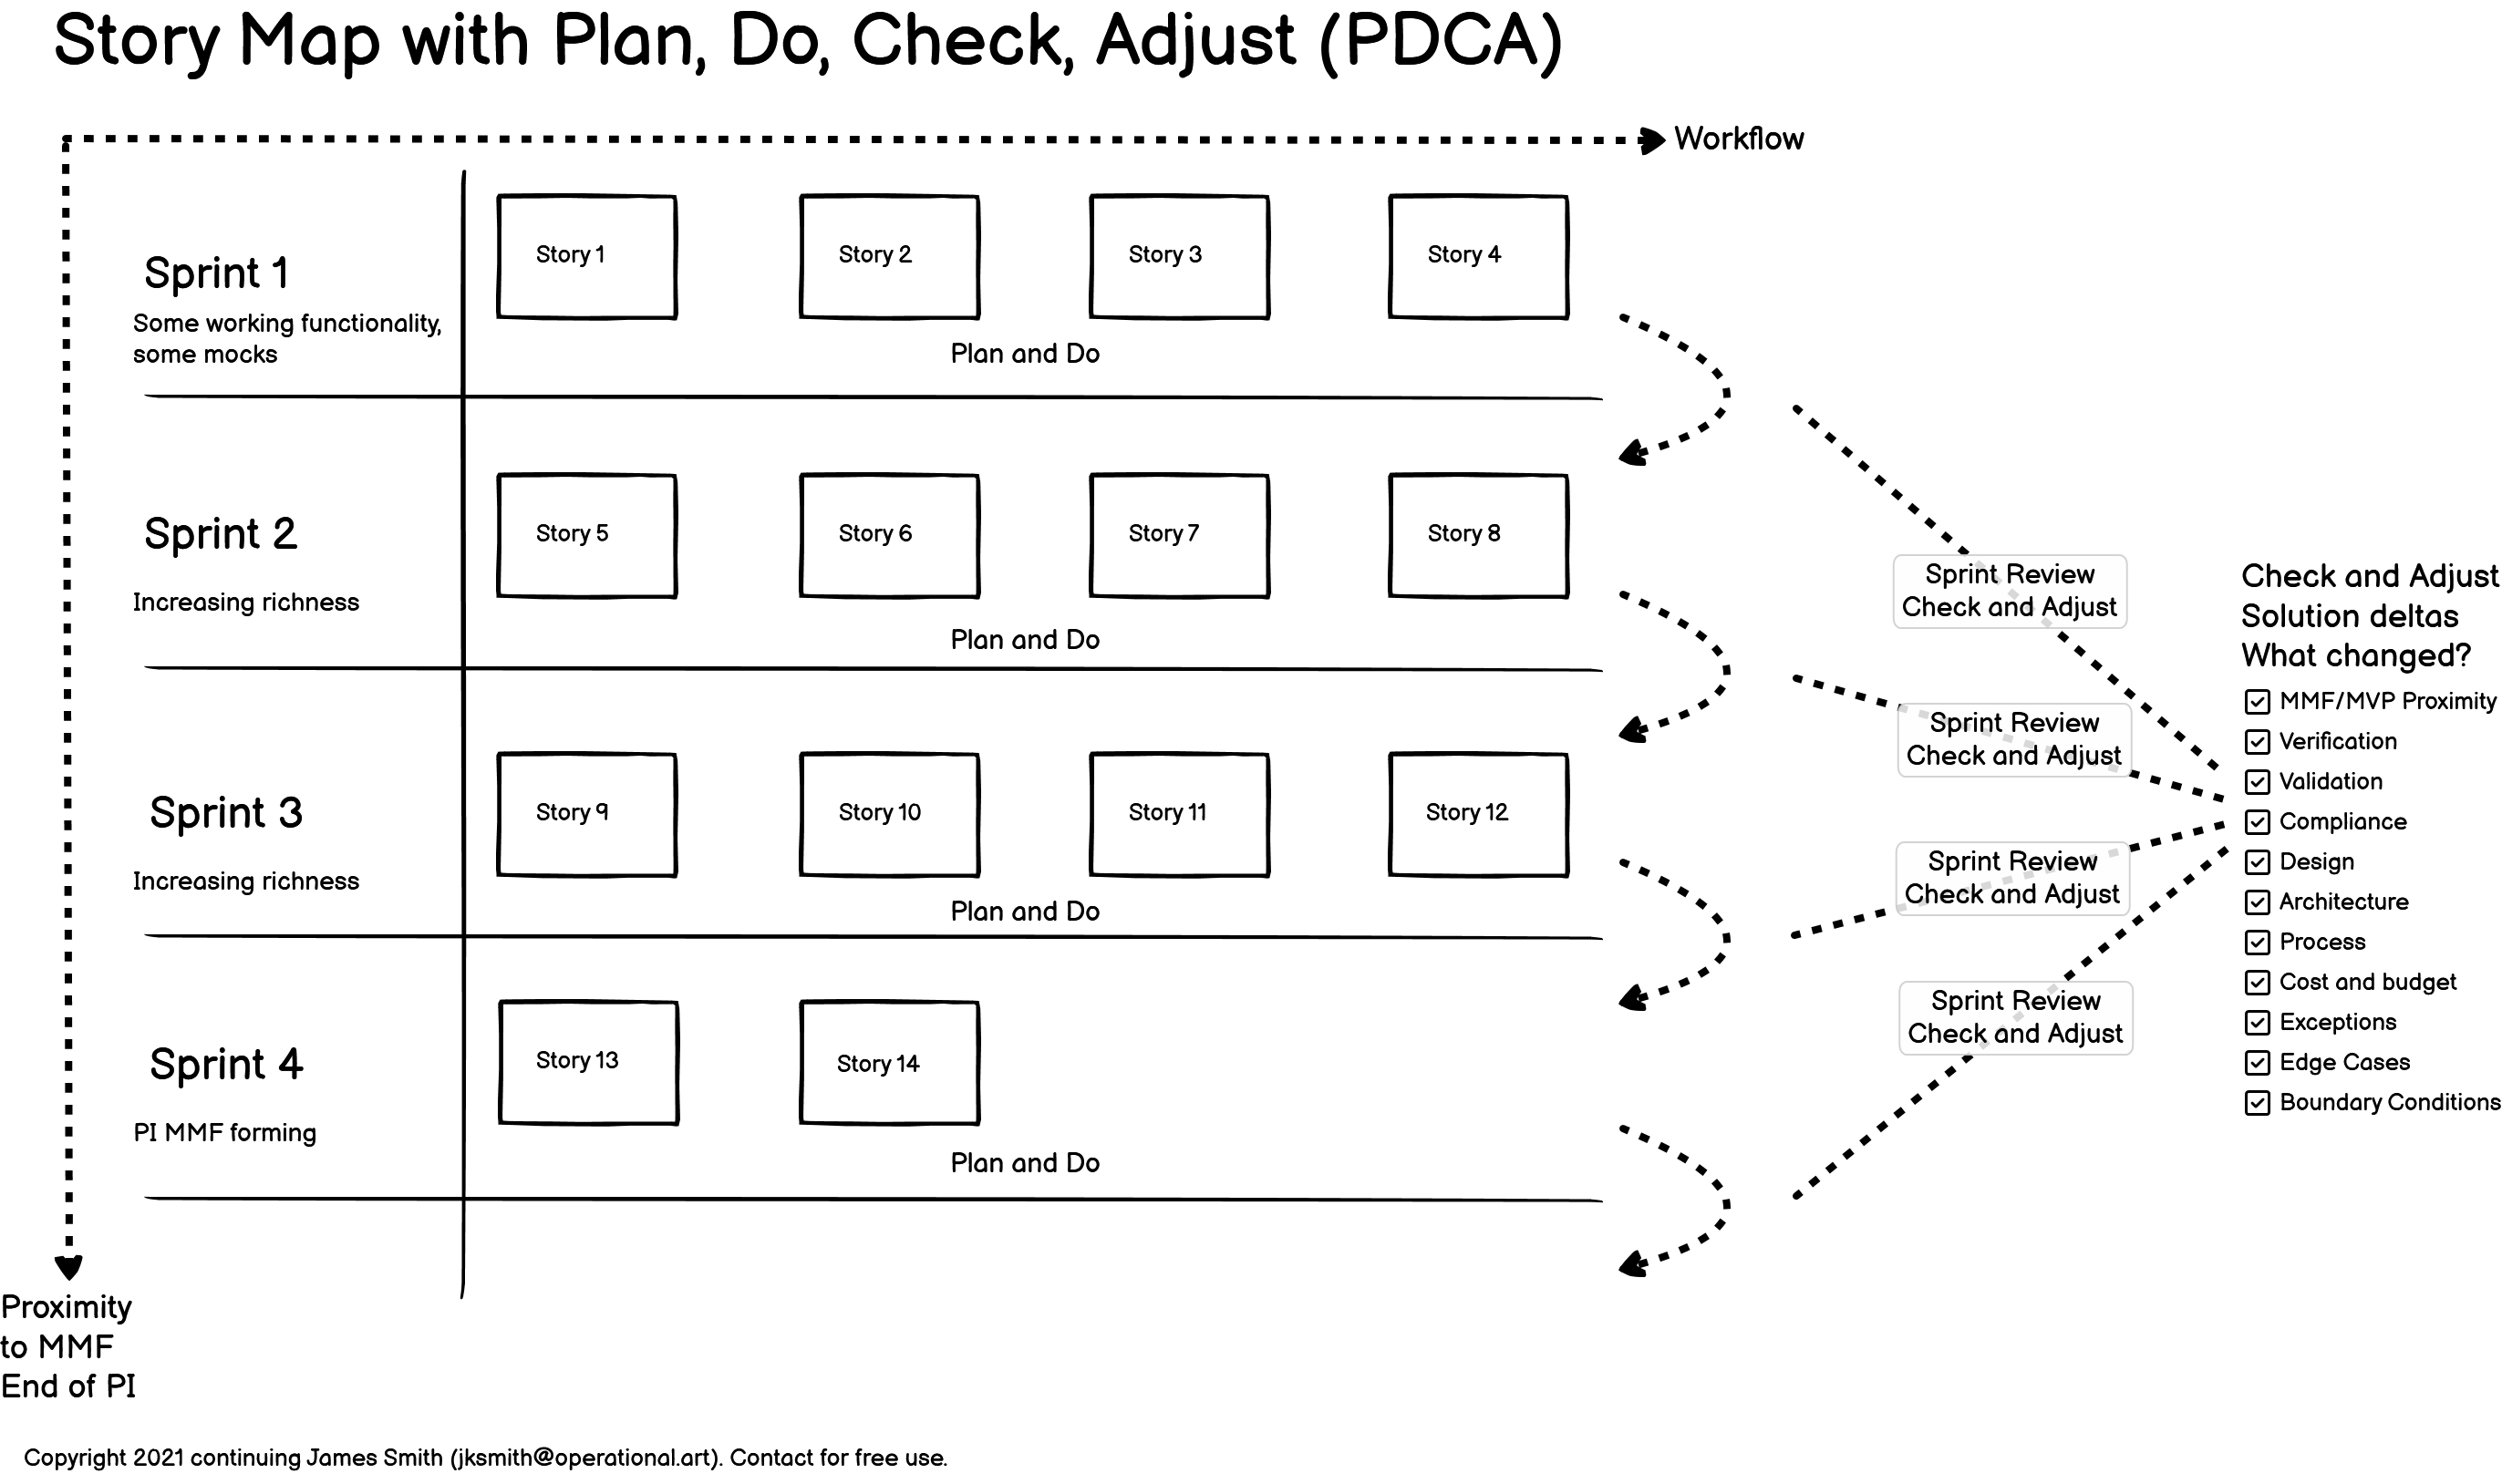 Story Map with Plan, Do, Check, Adjust (PDCA)
Workflow
Sprint 1
Some working functionality,
some mocks
Story 1
Story 2
Story 3
Story 4
Plan and Do
Sprint 2
Increasing richness
Story 5
Story 6
Story 7
Story 8
Plan and Do
Sprint 3
Increasing richness
Story 9
Story 10
Story 11
Story 12
Plan and Do
Sprint 4
PI MMF forming
Story 13
Story 14
Plan and Do
Sprint Review
Check and Adjust
Sprint Review
Check and Adjust
Sprint Review
Check and Adjust
Sprint Review
Check and Adjust
Check and Adjust
Solution deltas
What changed?
MMF/MVP Proximity
Verification
Validation
Compliance
Design
Architecture
Process
Cost and budget
Exceptions
Edge Cases
Boundary Conditions
Proximity
to MMF
End of PI
Copyright 2021 continuing James Smith (jksmith@operational.art). Contact for free use.